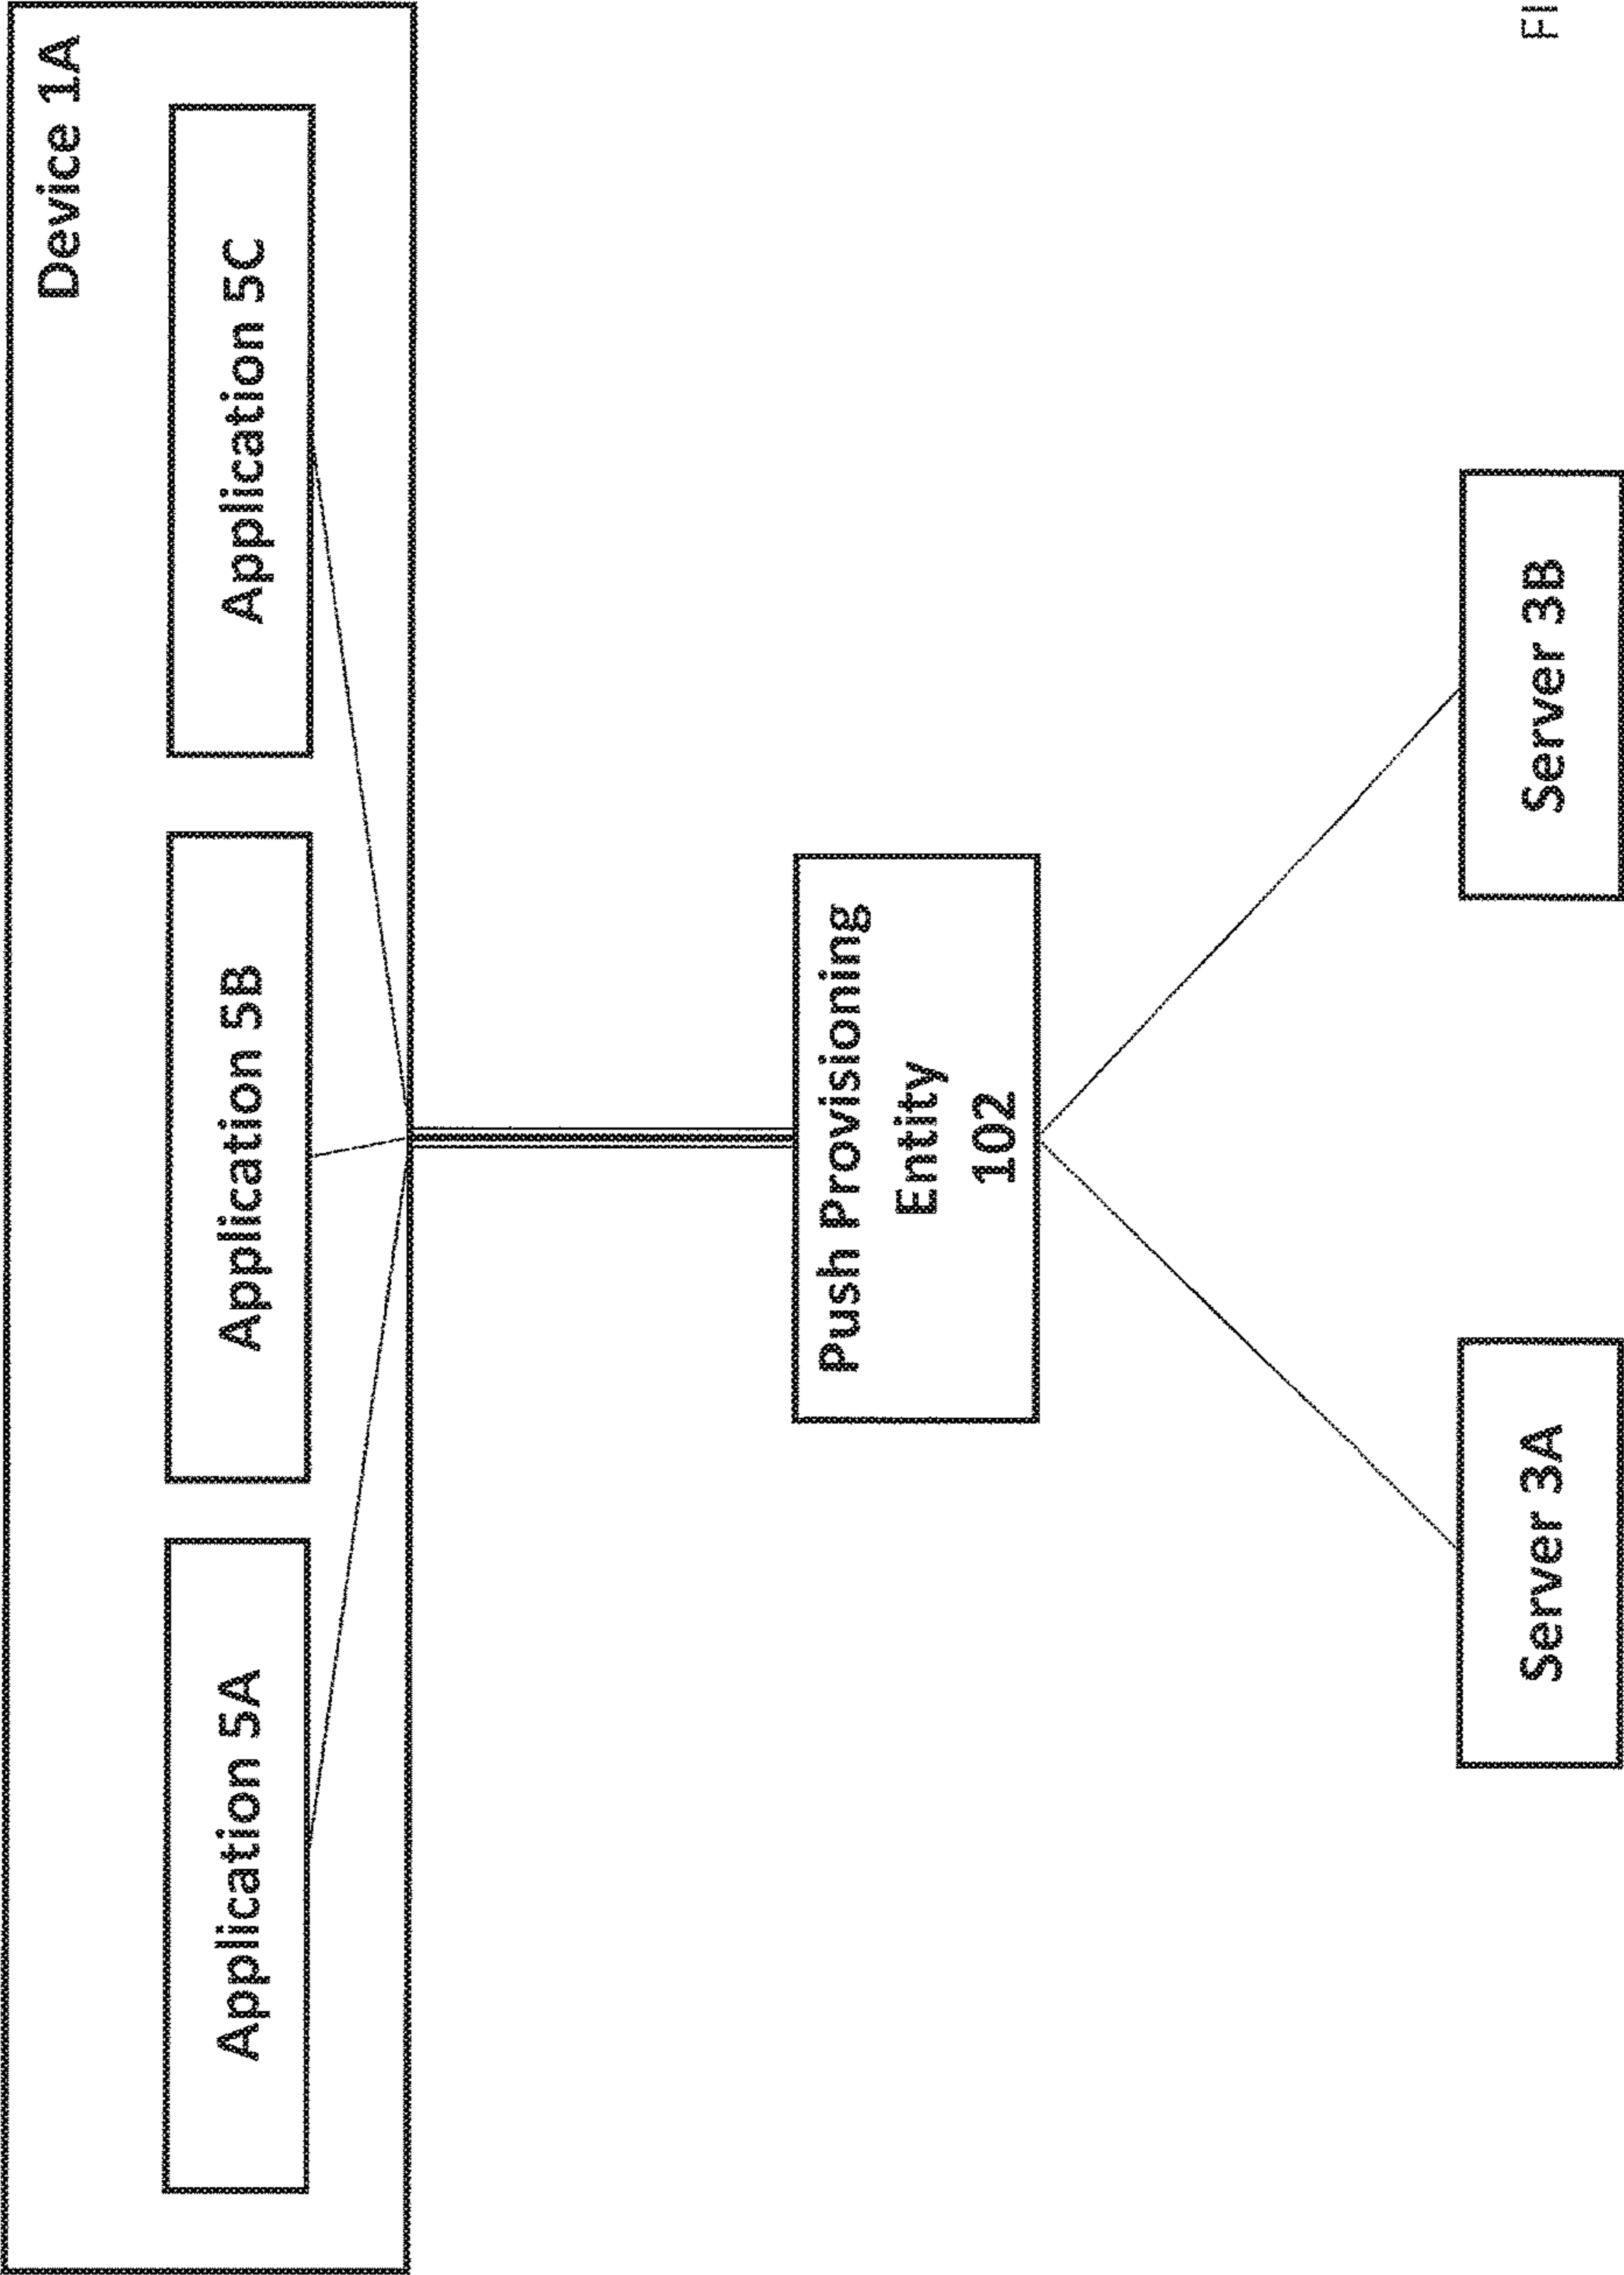 Device 1A
Application 5A
Application 5B
Application 5C
Push Provisioning
Entity
102
Server 3A
Server 3B